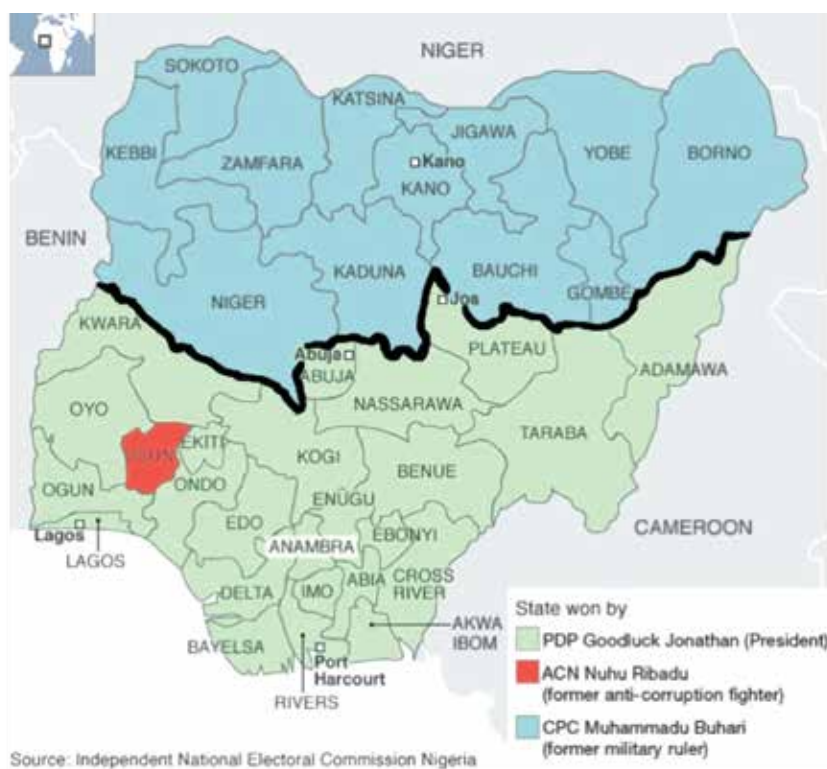 NIGER
SOKOTO
KATSINA
JIGAWA
YOBE
BORNO
KEBBI
ZAMFARA
Kano
KANO
BENIN
KADUNA
BAUCHI
NIGER
GOMBE
Jos
KWARA
Abuja
ABUJA
PLATEAU
ADAMAWA
NASSARAWA
OYO
TARABA
OSUN
EKITI
KOGI
BENUE
OGUN
ONDO
ENUGU
EDO
EBONYI
CAMEROON
Lagos
ANAMBRA
LAGOS
DELTA
IMO
ABIA
CROSS
RIVER
AKWA
IBOM
BAYELSA
Port
Harcourt
RIVERS
State won by
PDP Goodluck Jonathan (President)
ACN Nuhu Ribadu
(former anti-corruption fighter)
CPC Muhammadu Buhari
(former military ruler)
Source: Independent National Electoral Commission Nigeria